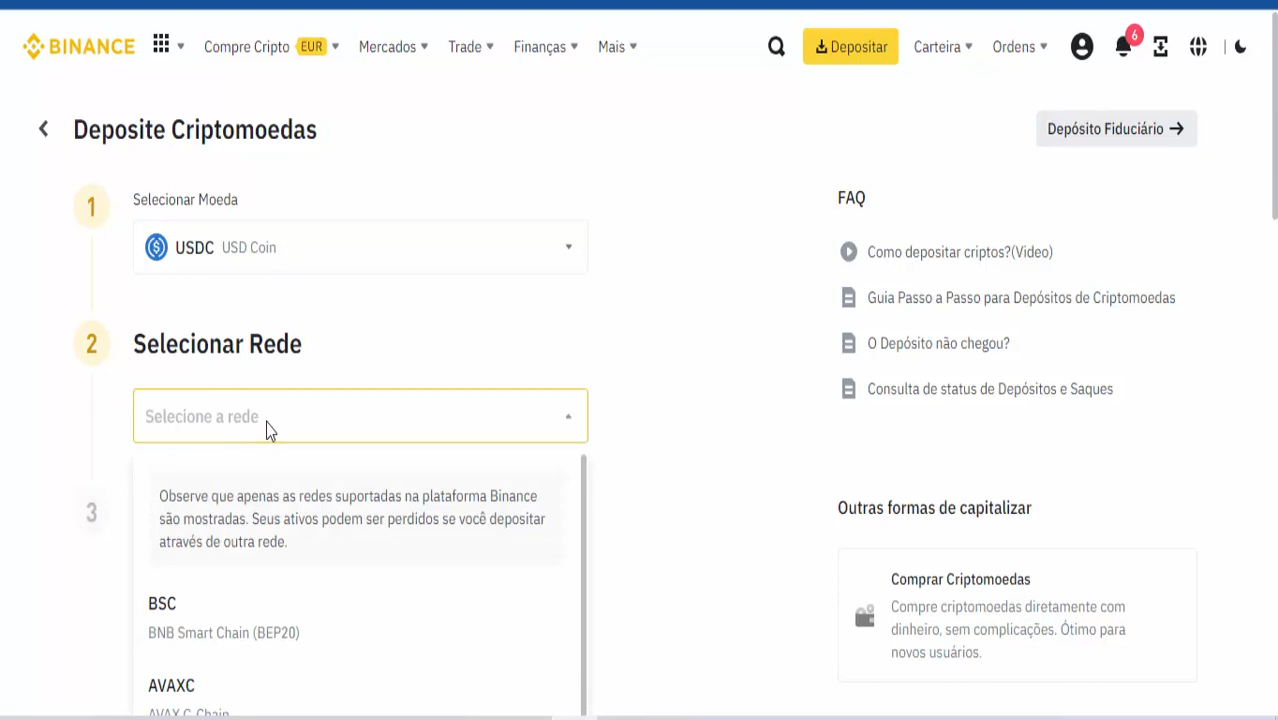 BINANCE Compre Cripto EUR Mercados Trade Finanças Mais Depositar Carteira Ordens 6
Deposite Criptomoedas
Depósito Fiduciário
1
Selecionar Moeda
USDC USD Coin
2
Selecionar Rede
Selecione a rede
3
Observe que apenas as redes suportadas na plataforma Binance
são mostradas. Seus ativos podem ser perdidos se você depositar
através de outra rede.
BSC
BNB Smart Chain (BEP20)
AVAXC
AVAX C-Chain
FAQ
Como depositar criptos?(Video)
Guia Passo a Passo para Depósitos de Criptomoedas
O Depósito não chegou?
Consulta de status de Depósitos e Saques
Outras formas de capitalizar
Comprar Criptomoedas
Compre criptomoedas diretamente com
dinheiro, sem complicações. Ótimo para
novos usuários.